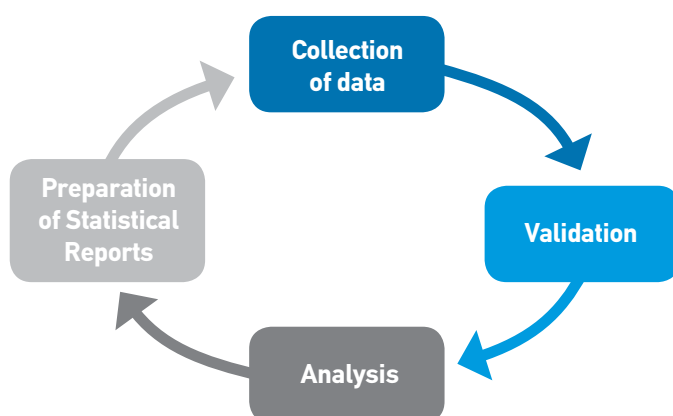 Collection
of data
Validation
Analysis
Preparation
of Statistical
Reports